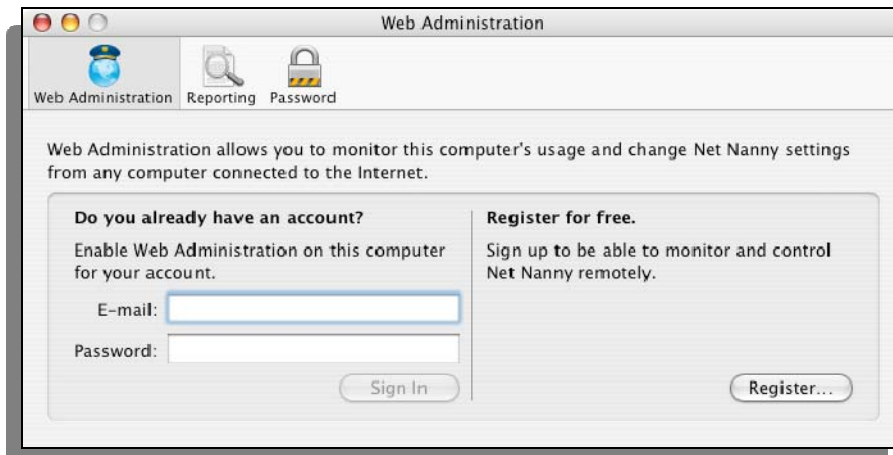 Web Administration
Web Administration
Reporting
Password
Web Administration allows you to monitor this computer's usage and change Net Nanny settings
from any computer connected to the Internet.
Do you already have an account?
Enable Web Administration on this computer
for your account.
E-mail:
Password:
Sign In
Register for free.
Sign up to be able to monitor and control
Net Nanny remotely.
Register...